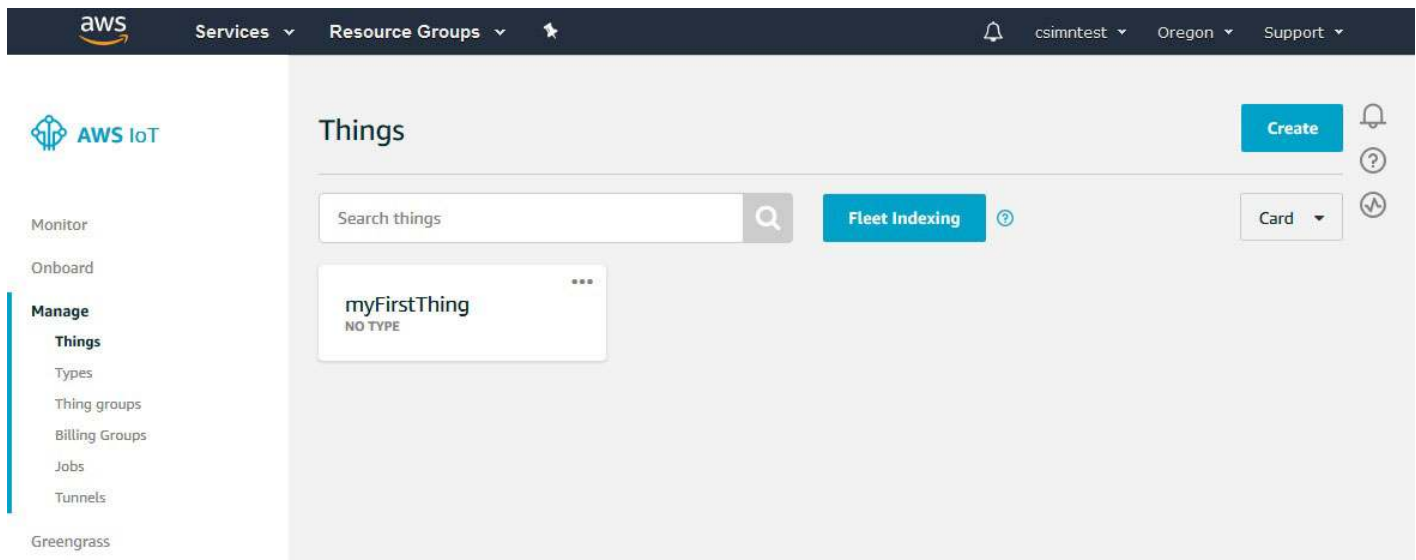 aws Services Resource Groups csimntest Oregon Support
AWS IoT
Monitor
Onboard
Manage
Things
Types
Thing groups
Billing Groups
Jobs
Tunnels
Greengrass
Things
Create
Search things
Fleet Indexing
Card
myFirstThing
NO TYPE